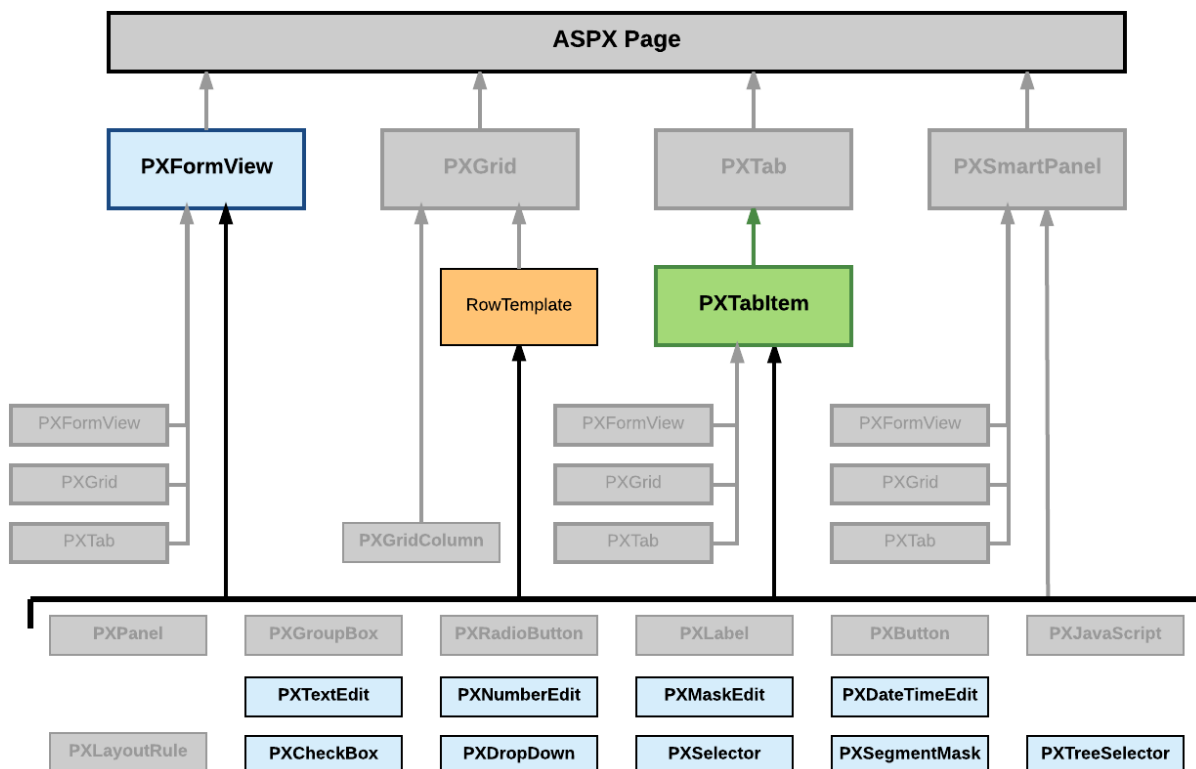 ASPX Page
PXFormView
PXGrid
PXTab
PXSmartPanel
RowTemplate
PXTabItem
PXFormView
PXFormView
PXFormView
PXGrid
PXGrid
PXGrid
PXTab
PXGridColumn
PXTab
PXTab
PXPanel
PXGroupBox
PXRadioButton
PXLabel
PXButton
PXJavaScript
PXTextEdit
PXNumberEdit
PXMaskEdit
PXDateTimeEdit
PXLayoutRule
PXCheckBox
PXDropDown
PXSelector
PXSegmentMask
PXTreeSelector